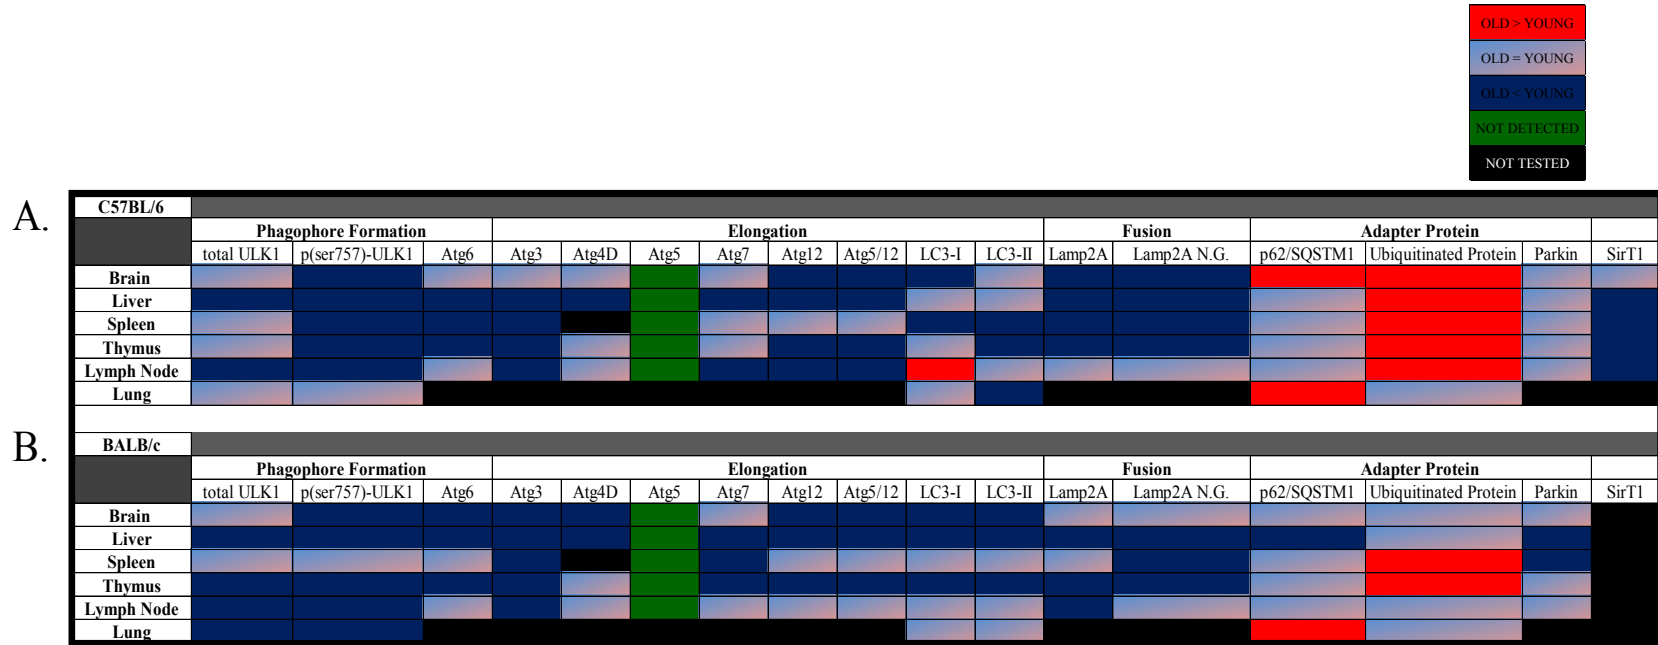 OLD > YOUNG
OLD = YOUNG
OLD < YOUNG
NOT DETECTED
NOT TESTED
A.
C57BL/6
Phagophore Formation Elongation Fusion Adapter Protein
total ULK1 p(ser757)-ULK1 Atg6 Atg3 Atg4D Atg5 Atg7 Atg12 Atg5/12 LC3-I LC3-II Lamp2A Lamp2A N.G. p62/SQSTM1 Ubiquitinated Protein Parkin SirT1
Brain
Liver
Spleen
Thymus
Lymph Node
Lung
B.
BALB/c
Phagophore Formation Elongation Fusion Adapter Protein
total ULK1 p(ser757)-ULK1 Atg6 Atg3 Atg4D Atg5 Atg7 Atg12 Atg5/12 LC3-I LC3-II Lamp2A Lamp2A N.G. p62/SQSTM1 Ubiquitinated Protein Parkin SirT1
Brain
Liver
Spleen
Thymus
Lymph Node
Lung